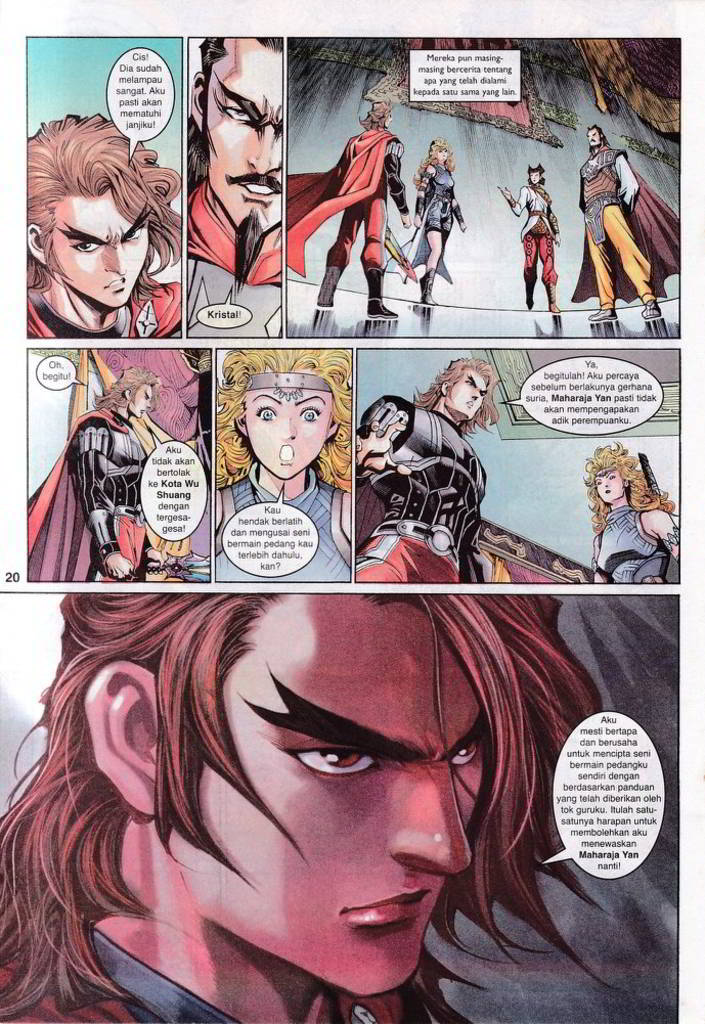 Cis!
Dia sudah
melampau
sangat. Aku
pasti akan
mematuhi
janjiku!
Kristal!
Mereka pun masing-
masing bercerita tentang
apa yang telah dialami
kepada satu sama yang lain.
Oh,
begitu!
Aku
tidak akan
bertolak
ke Kota Wu
Shuang
dengan
tergesa-
gesa!
Kau
hendak berlatih
dan mengusai seni
bermain pedang kau
terlebih dahulu,
kan?
Ya,
begitulah! Aku percaya
sebelum berlakunya gerhana
suria, Maharaja Yan pasti tidak
akan mempengapakan
adik perempuanku.
20
Aku
mesti bertapa
dan berusaha
untuk mencipta seni
bermain pedangku
sendiri dengan
berdasarkan panduan
yang telah diberikan oleh
tok guruku. Itulah satu-
satunya harapan untuk
membolehkan aku
menewaskan
Maharaja Yan
nanti!